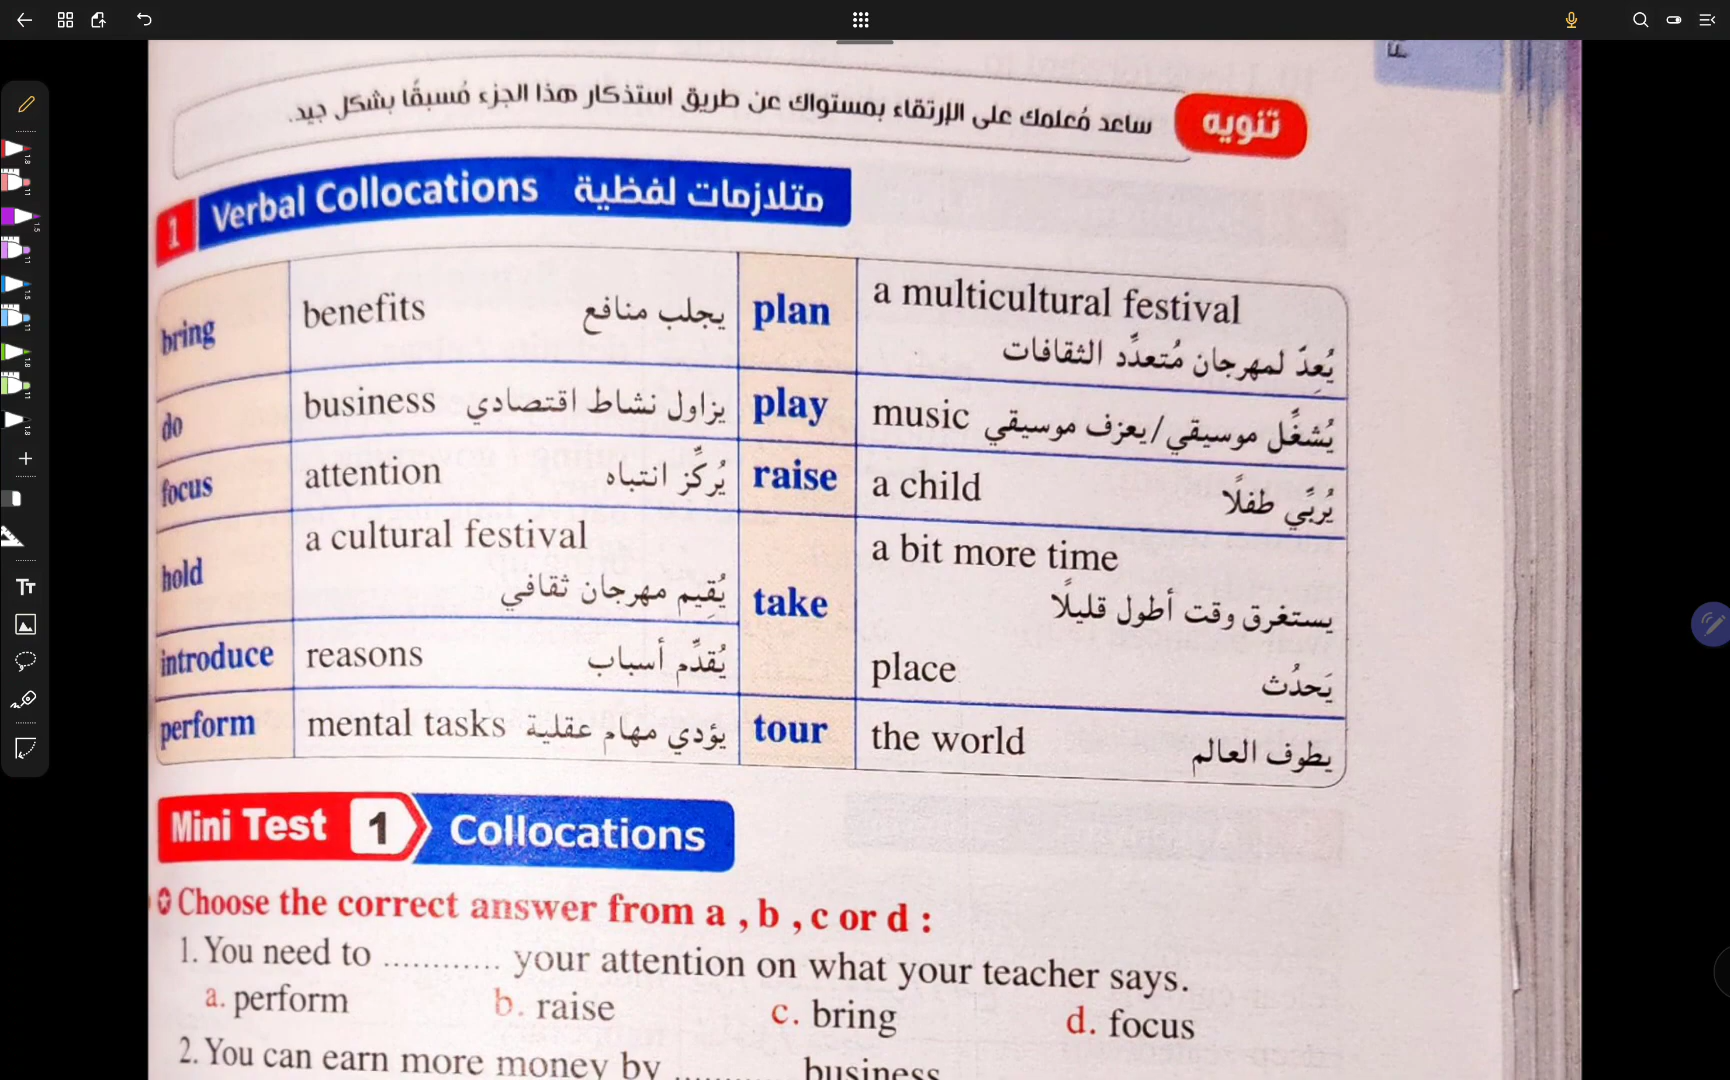 تنويه ساعد مُعلمك على الإرتقاء بمستواك عن طريق استذكار هذا الجزء مُسبقًا بشكل جيد.
1 Verbal Collocations متلازمات لفظية
bring benefits يجلب منافع
do business يزاول نشاط اقتصادي
focus attention يُركِّز انتباه
hold a cultural festival
يُقِيم مهرجان ثقافي
introduce reasons يُقدِّم أسباب
perform mental tasks يؤدي مهام عقلية
plan a multicultural festival
يُعِدّ لمهرجان مُتعدِّد الثقافات
play music يُشغِّل موسيقي/يعزف موسيقي
raise a child يُربِّي طفلًا
take a bit more time
يستغرق وقت أطول قليلًا
place يَحدُث
tour the world يطوف العالم
Mini Test 1 Collocations
Choose the correct answer from a , b , c or d :
1. You need to ............ your attention on what your teacher says.
a. perform b. raise c. bring d. focus
2. You can earn more money by ............ business